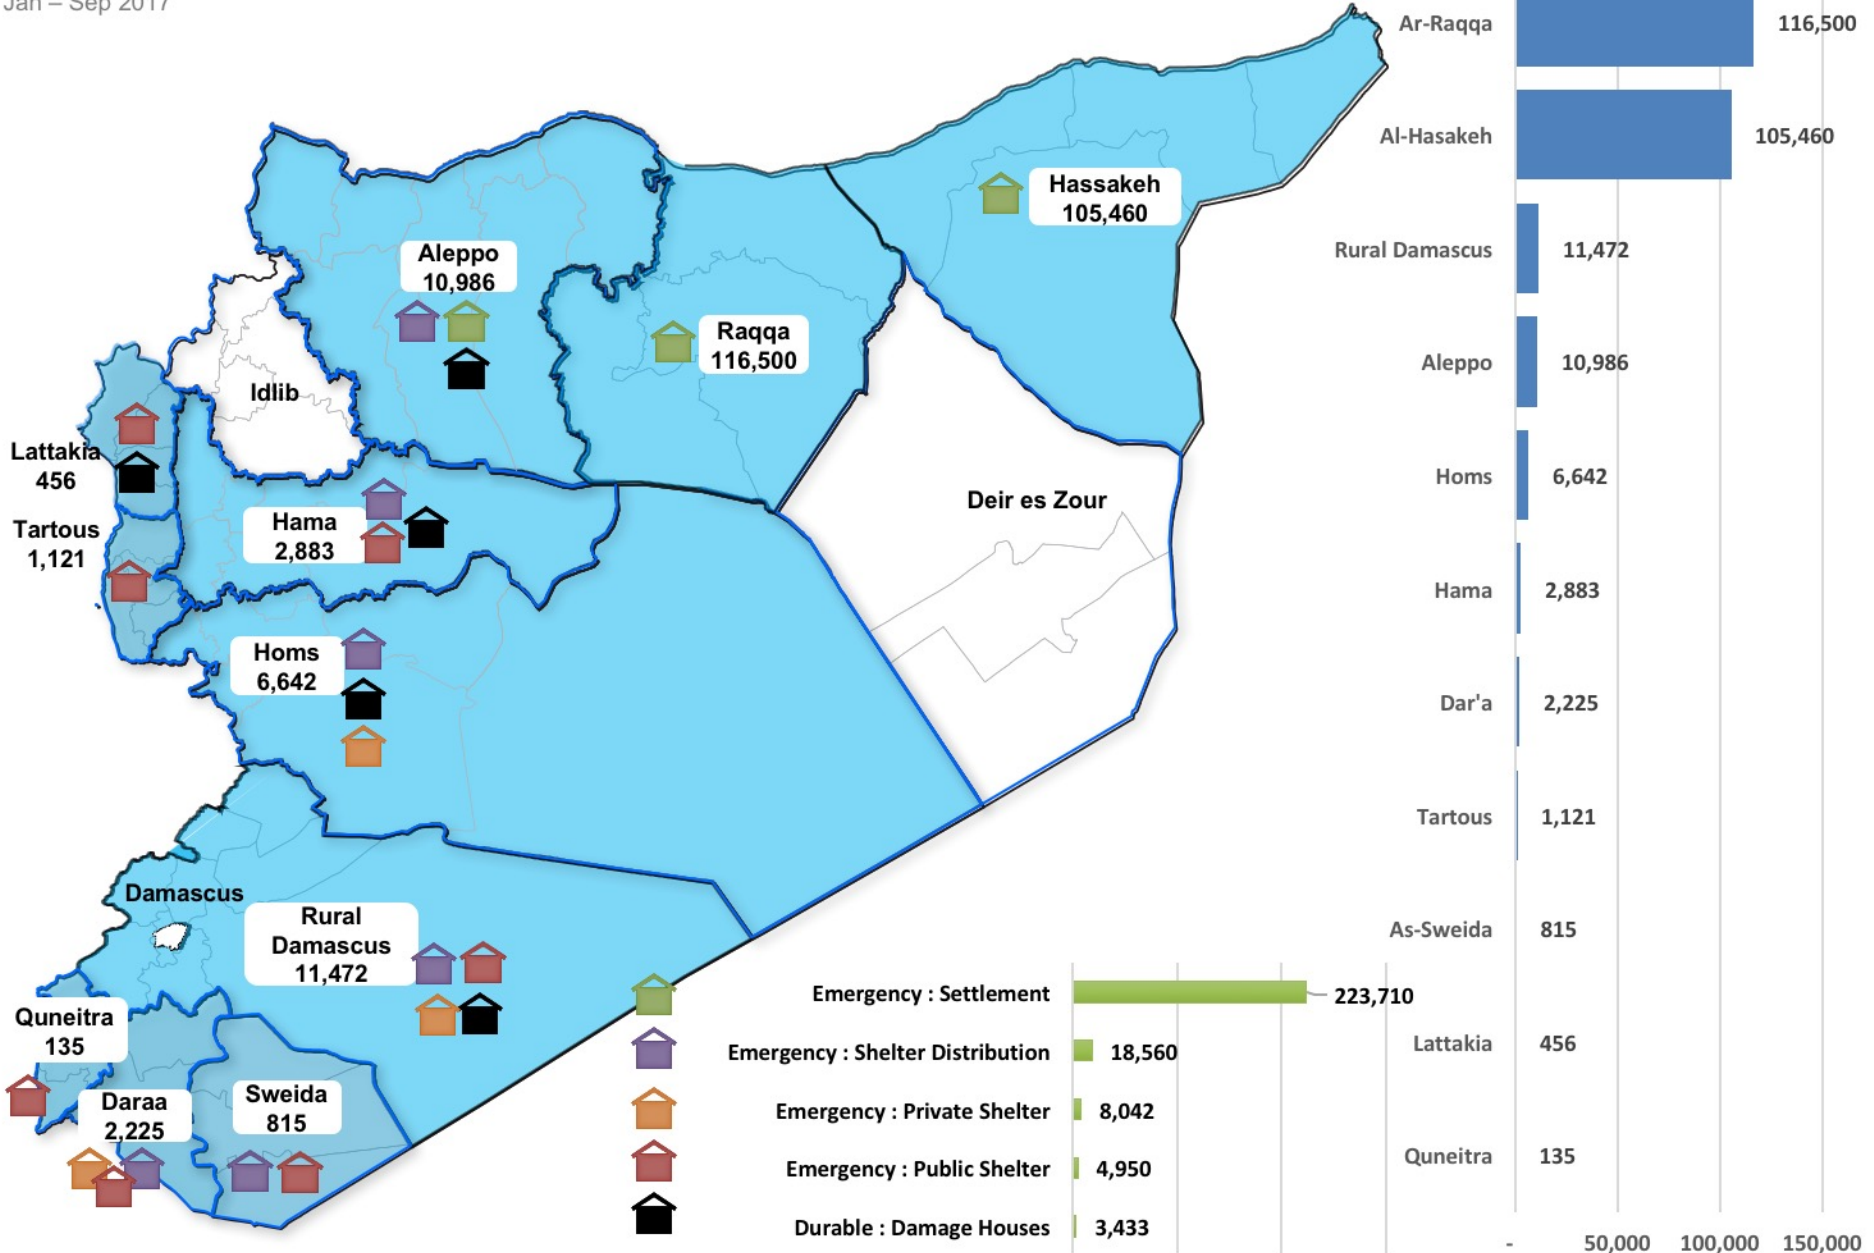 Jan – Sep 2017
Hassakeh
105,460
Aleppo
10,986
Raqqa
116,500
Idlib
Lattakia
456
Tartous
1,121
Hama
2,883
Deir es Zour
Homs
6,642
Damascus
Rural
Damascus
11,472
Quneitra
135
Daraa
2,225
Sweida
815
Emergency : Settlement 223,710
Emergency : Shelter Distribution 18,560
Emergency : Private Shelter 8,042
Emergency : Public Shelter 4,950
Durable : Damage Houses 3,433
Ar-Raqqa 116,500
Al-Hasakeh 105,460
Rural Damascus 11,472
Aleppo 10,986
Homs 6,642
Hama 2,883
Dar'a 2,225
Tartous 1,121
As-Sweida 815
Lattakia 456
Quneitra 135
- 50,000 100,000 150,000